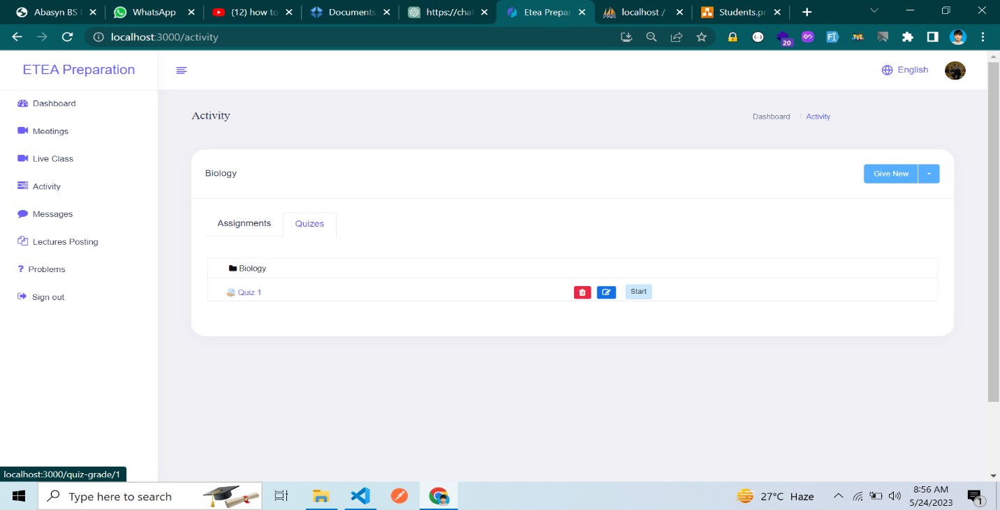 Abasyn BS
WhatsApp
(12) how to
Documents
https://chat
Etea Prepar
localhost /
Students.pr
localhost:3000/activity
20
ETEA Preparation
English
Dashboard
Meetings
Live Class
Activity
Messages
Lectures Posting
? Problems
Sign out
Activity
Dashboard / Activity
Biology
Give New
Assignments
Quizes
Biology
Quiz 1
Start
localhost:3000/quiz-grade/1
Type here to search
27°C Haze
8:56 AM
5/24/2023
1